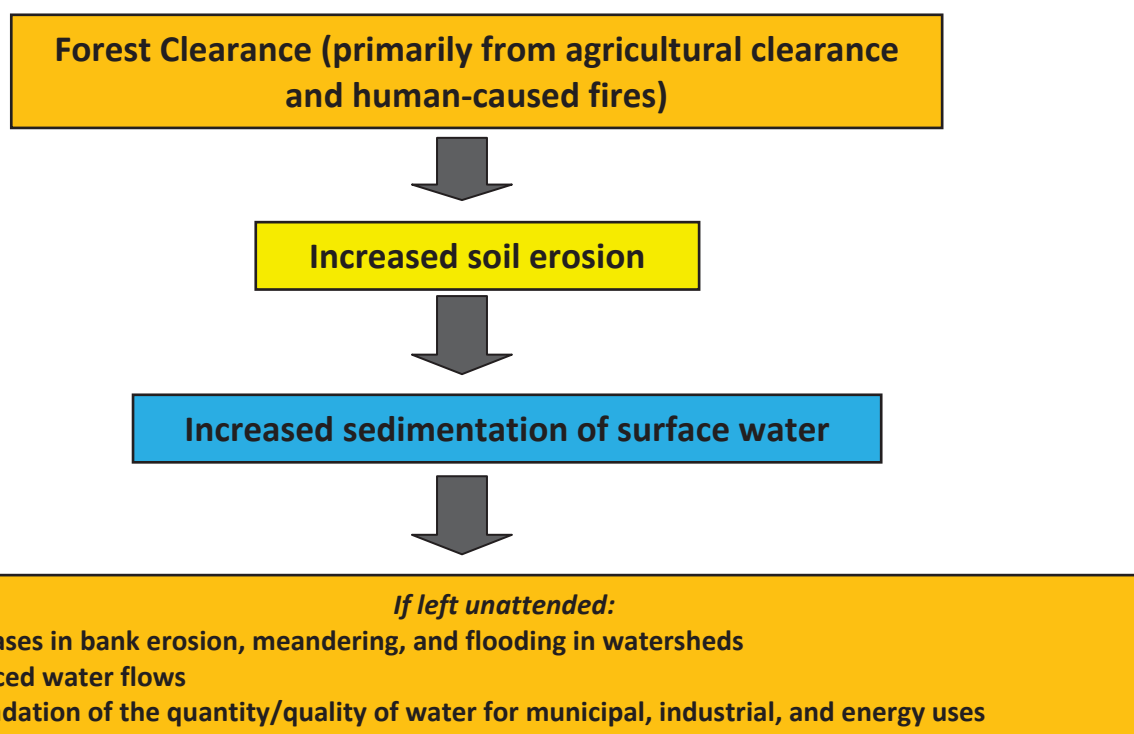 Forest Clearance (primarily from agricultural clearance
and human-caused fires)
Increased soil erosion
Increased sedimentation of surface water
If left unattended:
in bank erosion, meandering, and flooding in watersheds
water flows
of the quantity/quality of water for municipal, industrial, and energy uses